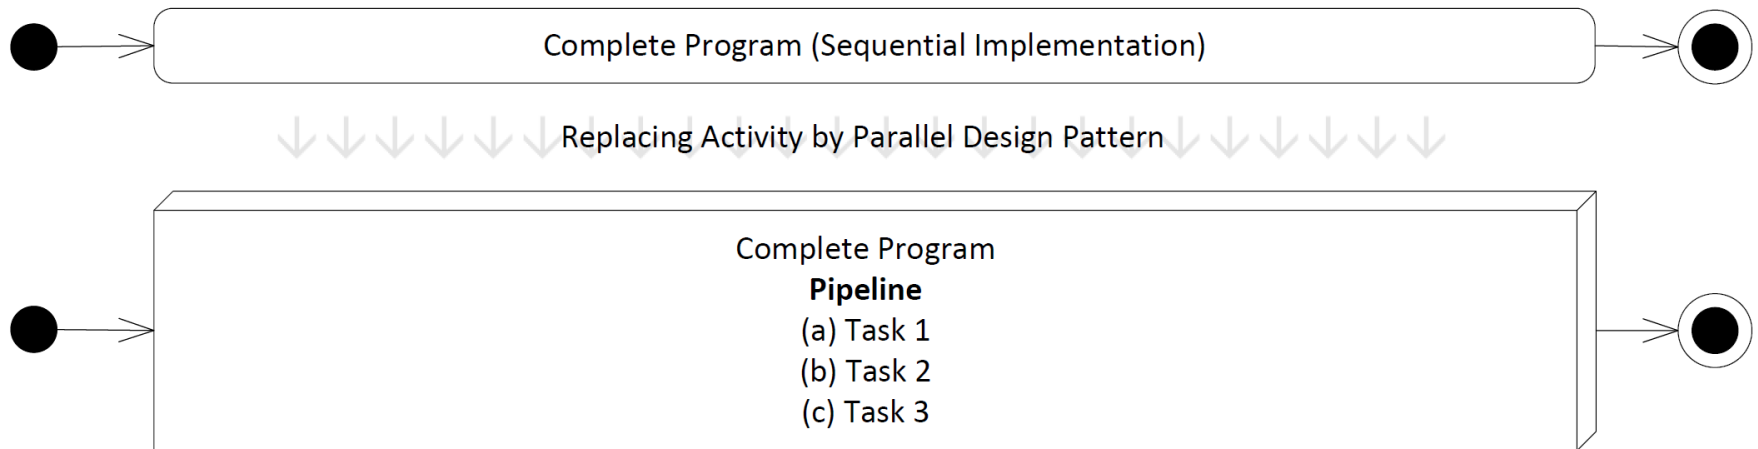 Complete Program (Sequential Implementation)
Replacing Activity by Parallel Design Pattern
Complete Program
Pipeline
(a) Task 1
(b) Task 2
(c) Task 3